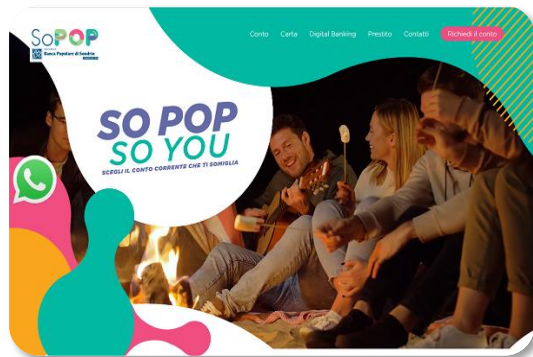 SoPOP
Banca Popolare di Sondrio
Conto Carta Digital Banking Prestito Contatti Richiedi il conto
SO POP
SO YOU
SCEGLI IL CONTO CORRENTE CHE TI SOMIGLIA